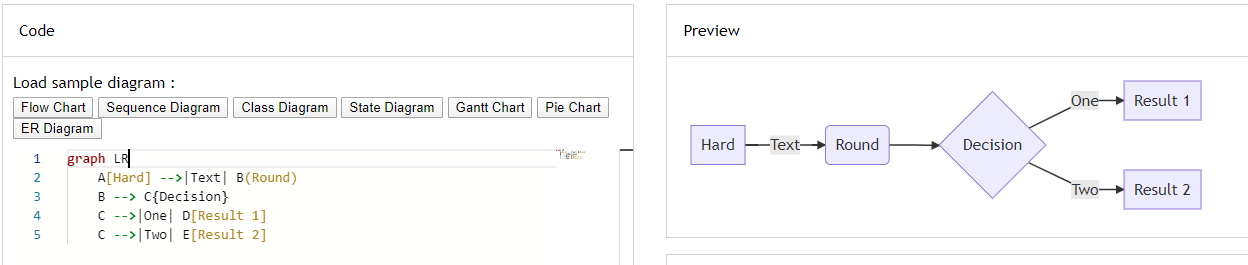 Code
Load sample diagram :
Flow Chart Sequence Diagram Class Diagram State Diagram Gantt Chart Pie Chart
ER Diagram
1 graph LR
2 A[Hard] -->|Text| B(Round)
3 B --> C{Decision}
4 C -->|One| D[Result 1]
5 C -->|Two| E[Result 2]
Preview
Hard Text Round Decision
One Result 1
Two Result 2